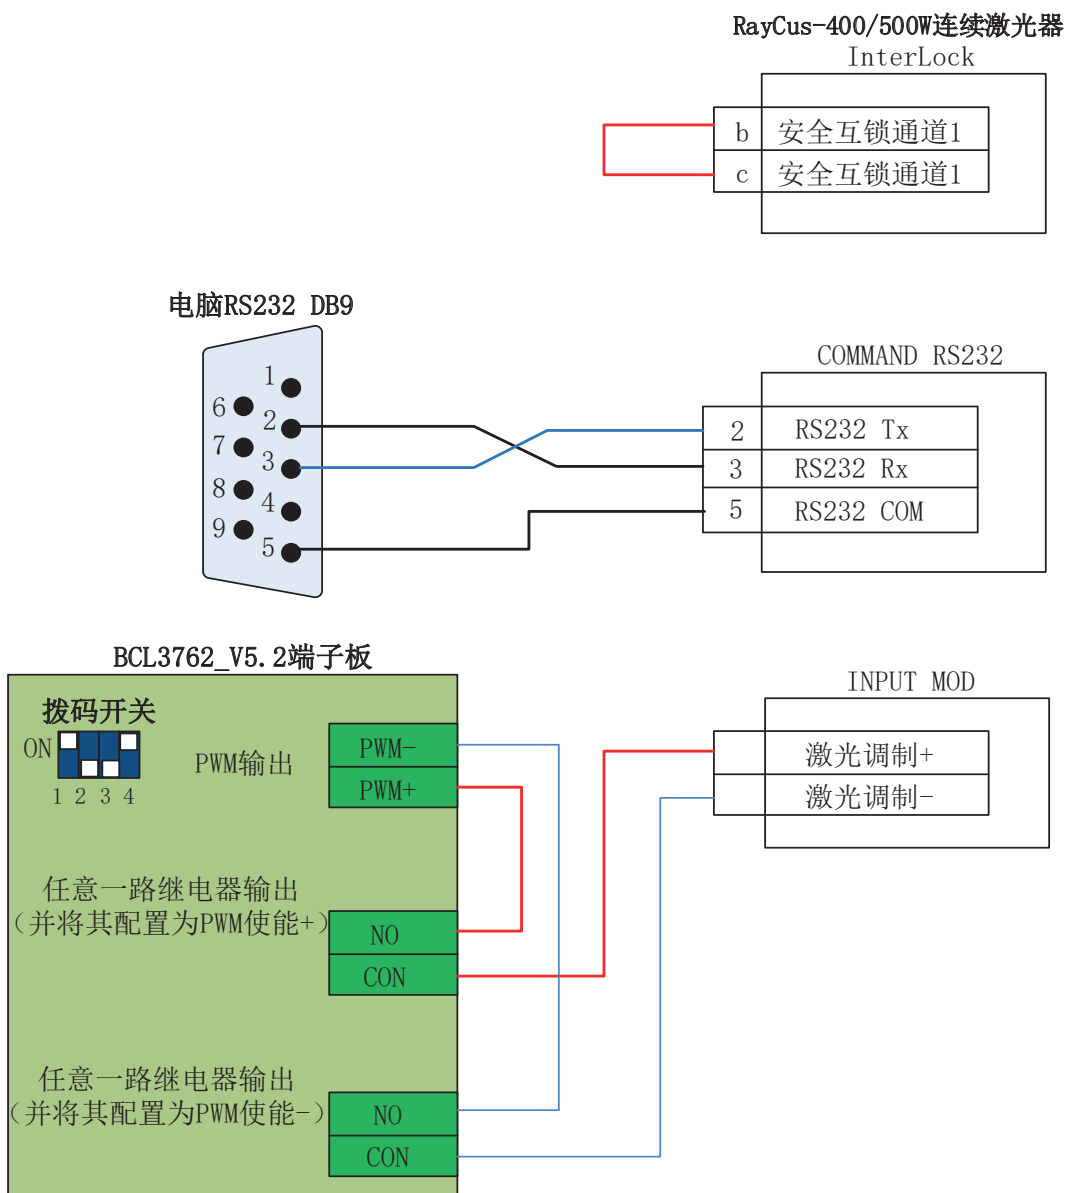 RayCus-400/500W连续激光器
InterLock
b 安全互锁通道1
c 安全互锁通道1
电脑RS232 DB9
1
6
2
7
3
8
4
9
5
COMMAND RS232
2 RS232 Tx
3 RS232 Rx
5 RS232 COM
BCL3762_V5.2端子板
拨码开关
ON
1 2 3 4
PWM输出
PWM-
PWM+
任意一路继电器输出
（并将其配置为PWM使能+）
NO
CON
任意一路继电器输出
（并将其配置为PWM使能-）
NO
CON
INPUT MOD
激光调制+
激光调制-